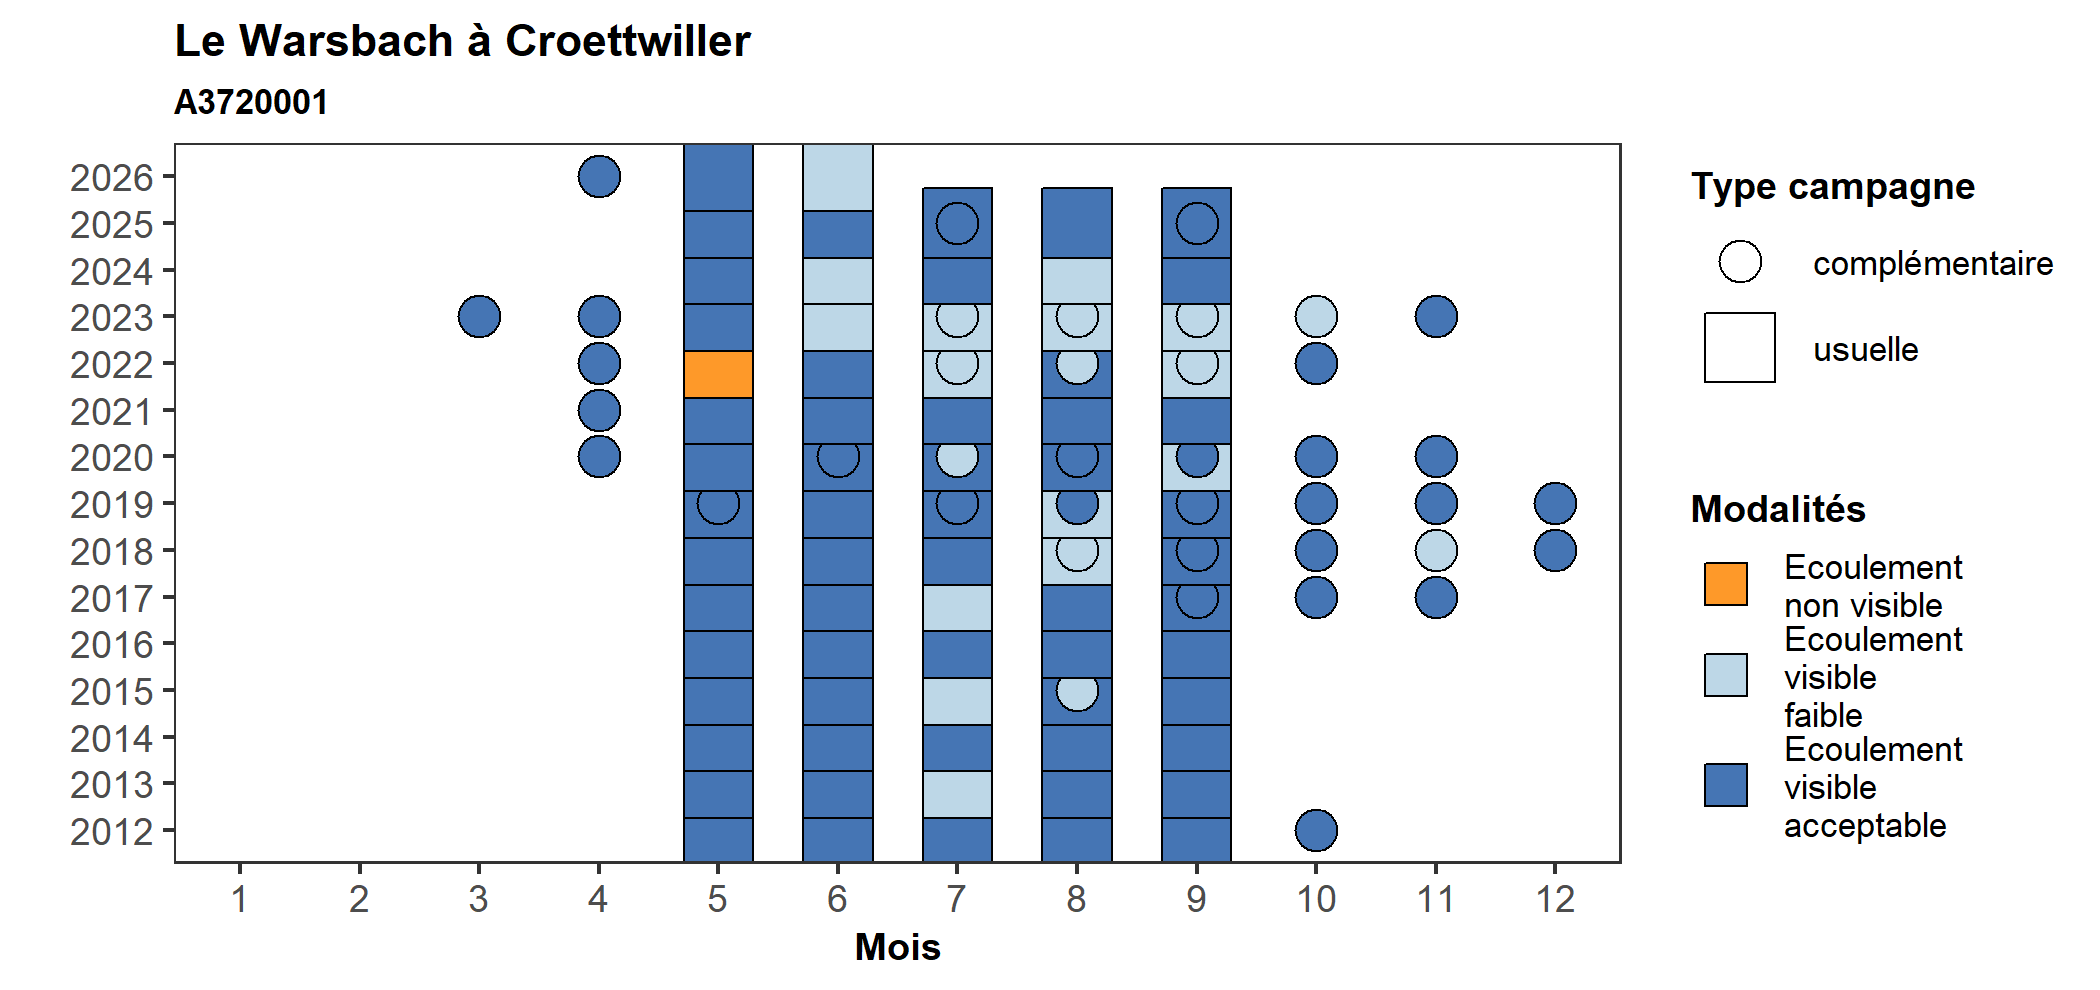 Le Warsbach à Croettwiller
A3720001
2026
2025
2024
2023
2022
2021
2020
2019
2018
2017
2016
2015
2014
2013
2012
1 2 3 4 5 6 7 8 9 10 11 12
Mois
Type campagne
complémentaire
usuelle
Modalités
Ecoulement
non visible
Ecoulement
visible
faible
Ecoulement
visible
acceptable